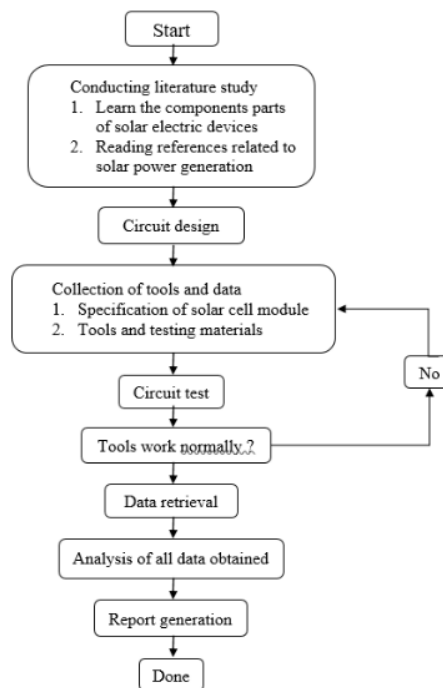 Start
Conducting literature study
1. Learn the components parts
of solar electric devices
2. Reading references related to
solar power generation
Circuit design
Collection of tools and data
1. Specification of solar cell module
2. Tools and testing materials
No
Circuit test
Tools work normally ?
Data retrieval
Analysis of all data obtained
Report generation
Done